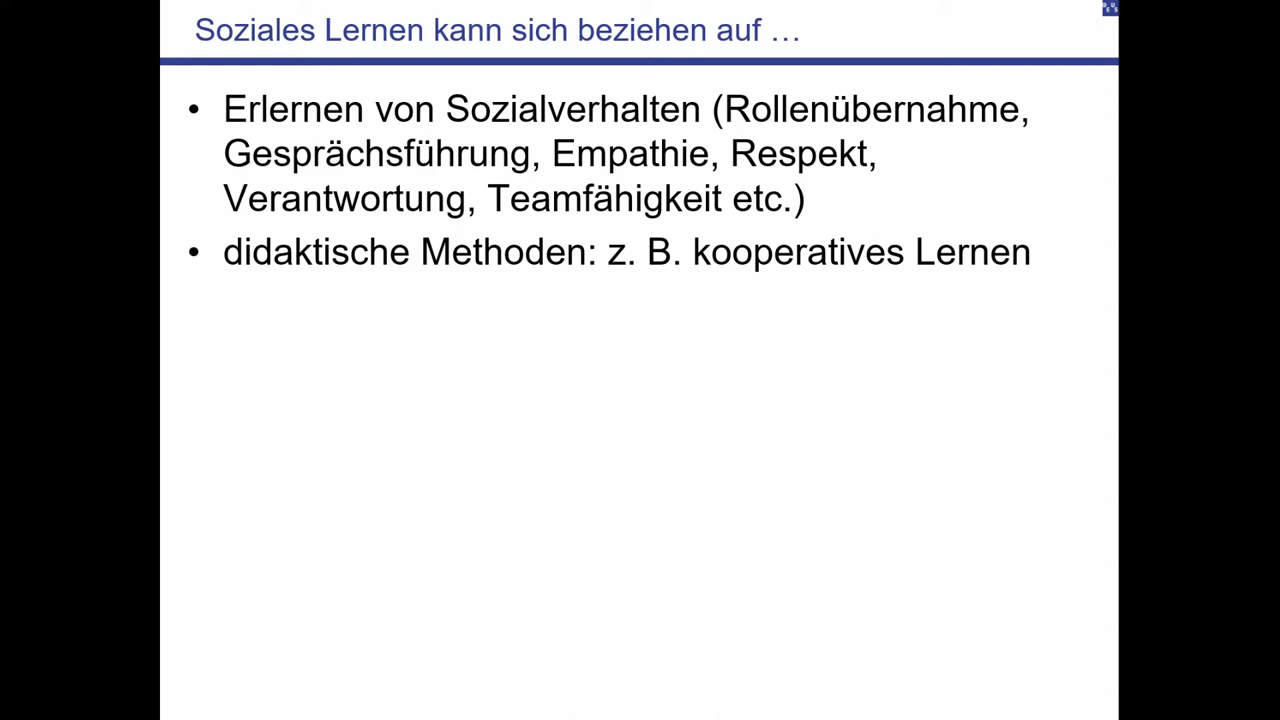 Soziales Lernen kann sich beziehen auf …
• Erlernen von Sozialverhalten (Rollenübernahme,
Gesprächsführung, Empathie, Respekt,
Verantwortung, Teamfähigkeit etc.)
• didaktische Methoden: z. B. kooperatives Lernen